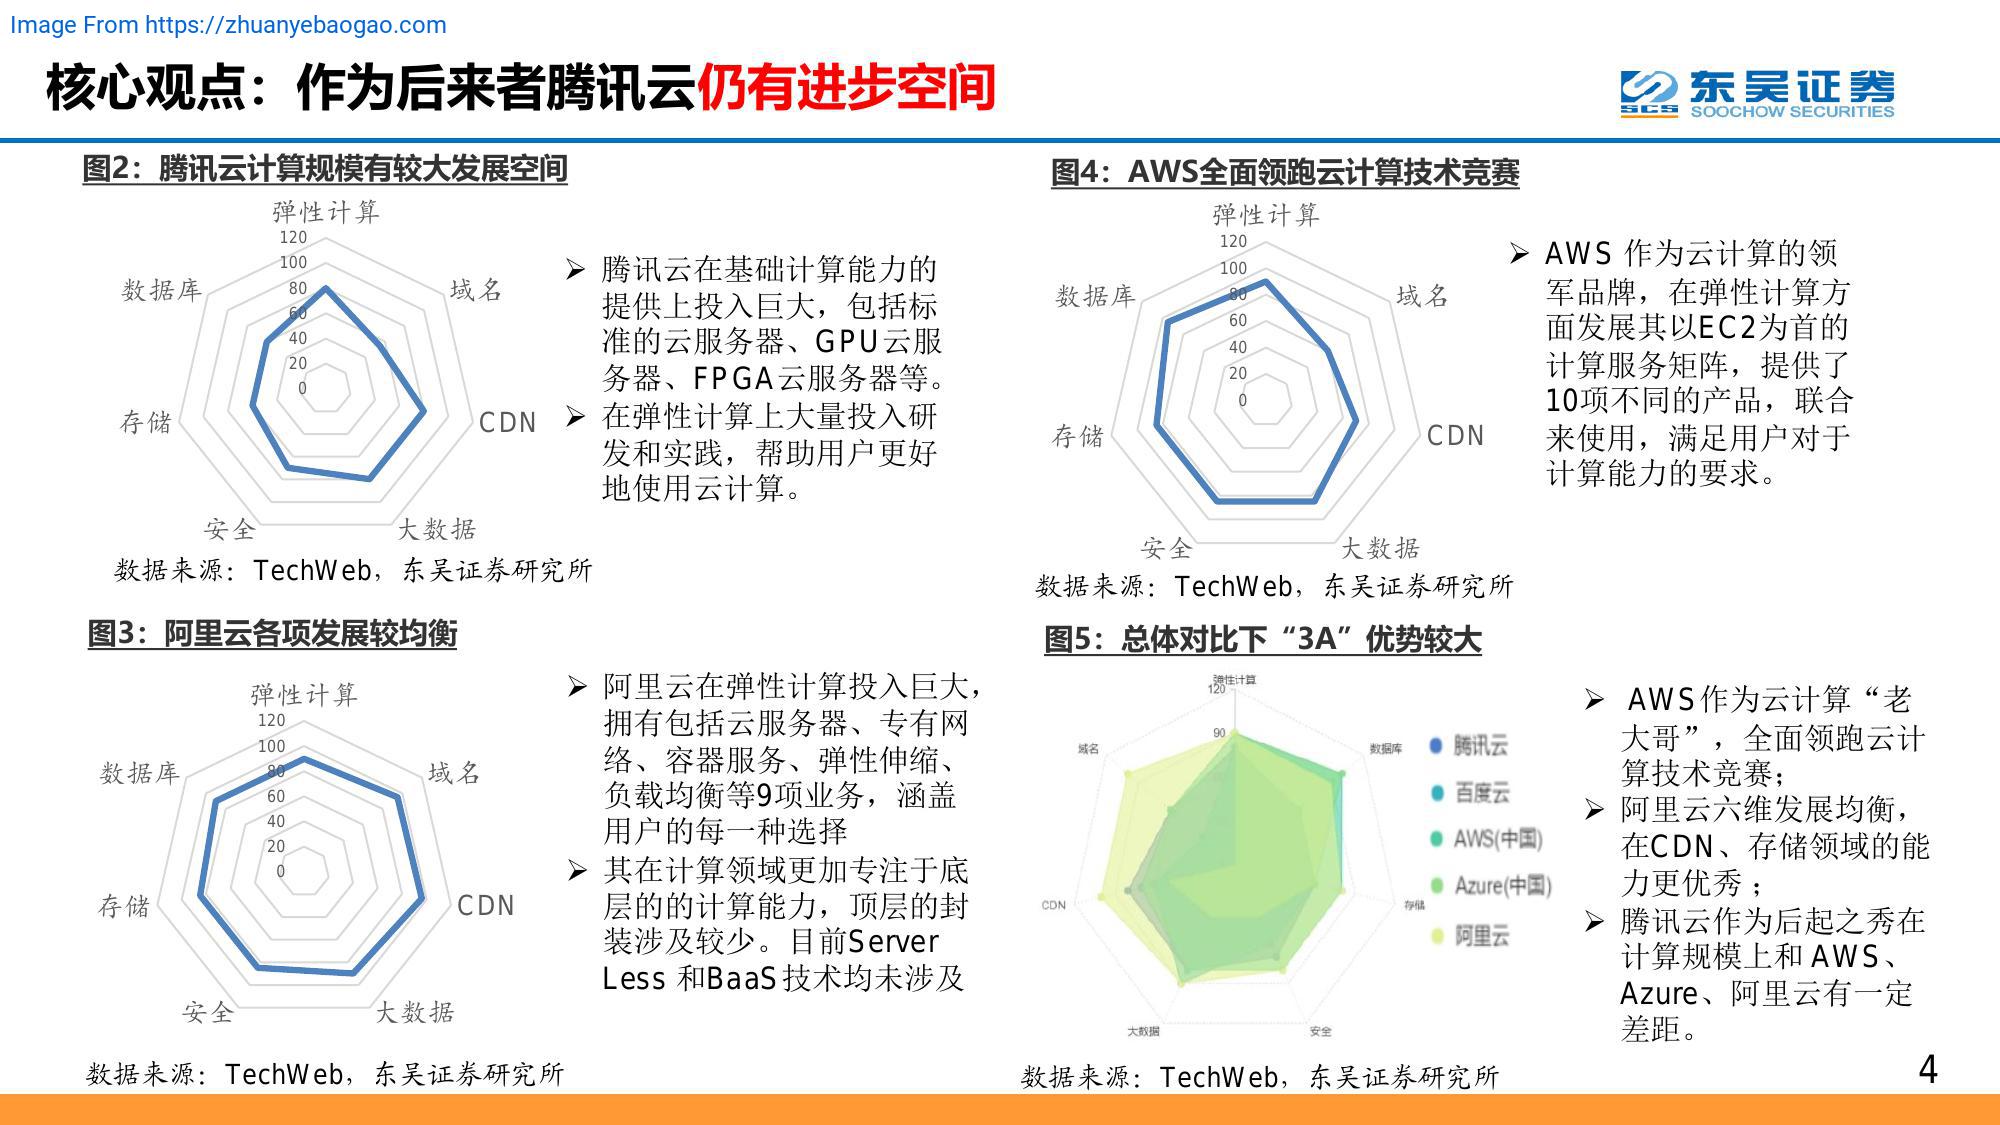 Image From https://zhuanyebaogao.com
核心观点：作为后来者腾讯云仍有进步空间
东吴证券
SCS
SOOCHOW SECURITIES
图2：腾讯云计算规模有较大发展空间
弹性计算
120
100
80
60
40
20
0
数据库
域名
存储
CDN
安全
大数据
数据来源：TechWeb，东吴证券研究所
➢ 腾讯云在基础计算能力的
提供上投入巨大，包括标
准的云服务器、GPU云服
务器、FPGA云服务器等。
➢ 在弹性计算上大量投入研
发和实践，帮助用户更好
地使用云计算。
图4：AWS全面领跑云计算技术竞赛
弹性计算
120
100
80
60
40
20
0
数据库
域名
存储
CDN
安全
大数据
数据来源：TechWeb，东吴证券研究所
➢ AWS 作为云计算的领
军品牌，在弹性计算方
面发展其以EC2为首的
计算服务矩阵，提供了
10项不同的产品，联合
来使用，满足用户对于
计算能力的要求。
图3：阿里云各项发展较均衡
弹性计算
120
100
80
60
40
20
0
数据库
域名
存储
CDN
安全
大数据
数据来源：TechWeb，东吴证券研究所
➢ 阿里云在弹性计算投入巨大，
拥有包括云服务器、专有网
络、容器服务、弹性伸缩、
负载均衡等9项业务，涵盖
用户的每一种选择
➢ 其在计算领域更加专注于底
层的的计算能力，顶层的封
装涉及较少。目前Server
Less 和BaaS技术均未涉及
图5：总体对比下“3A”优势较大
弹性计算
120
90
域名
数据库
CDN
存储
大数据
安全
腾讯云
百度云
AWS(中国)
Azure(中国)
阿里云
数据来源：TechWeb，东吴证券研究所
➢ AWS作为云计算“老
大哥”，全面领跑云计
算技术竞赛；
➢ 阿里云六维发展均衡，
在CDN、存储领域的能
力更优秀；
➢ 腾讯云作为后起之秀在
计算规模上和 AWS、
Azure、阿里云有一定
差距。
4